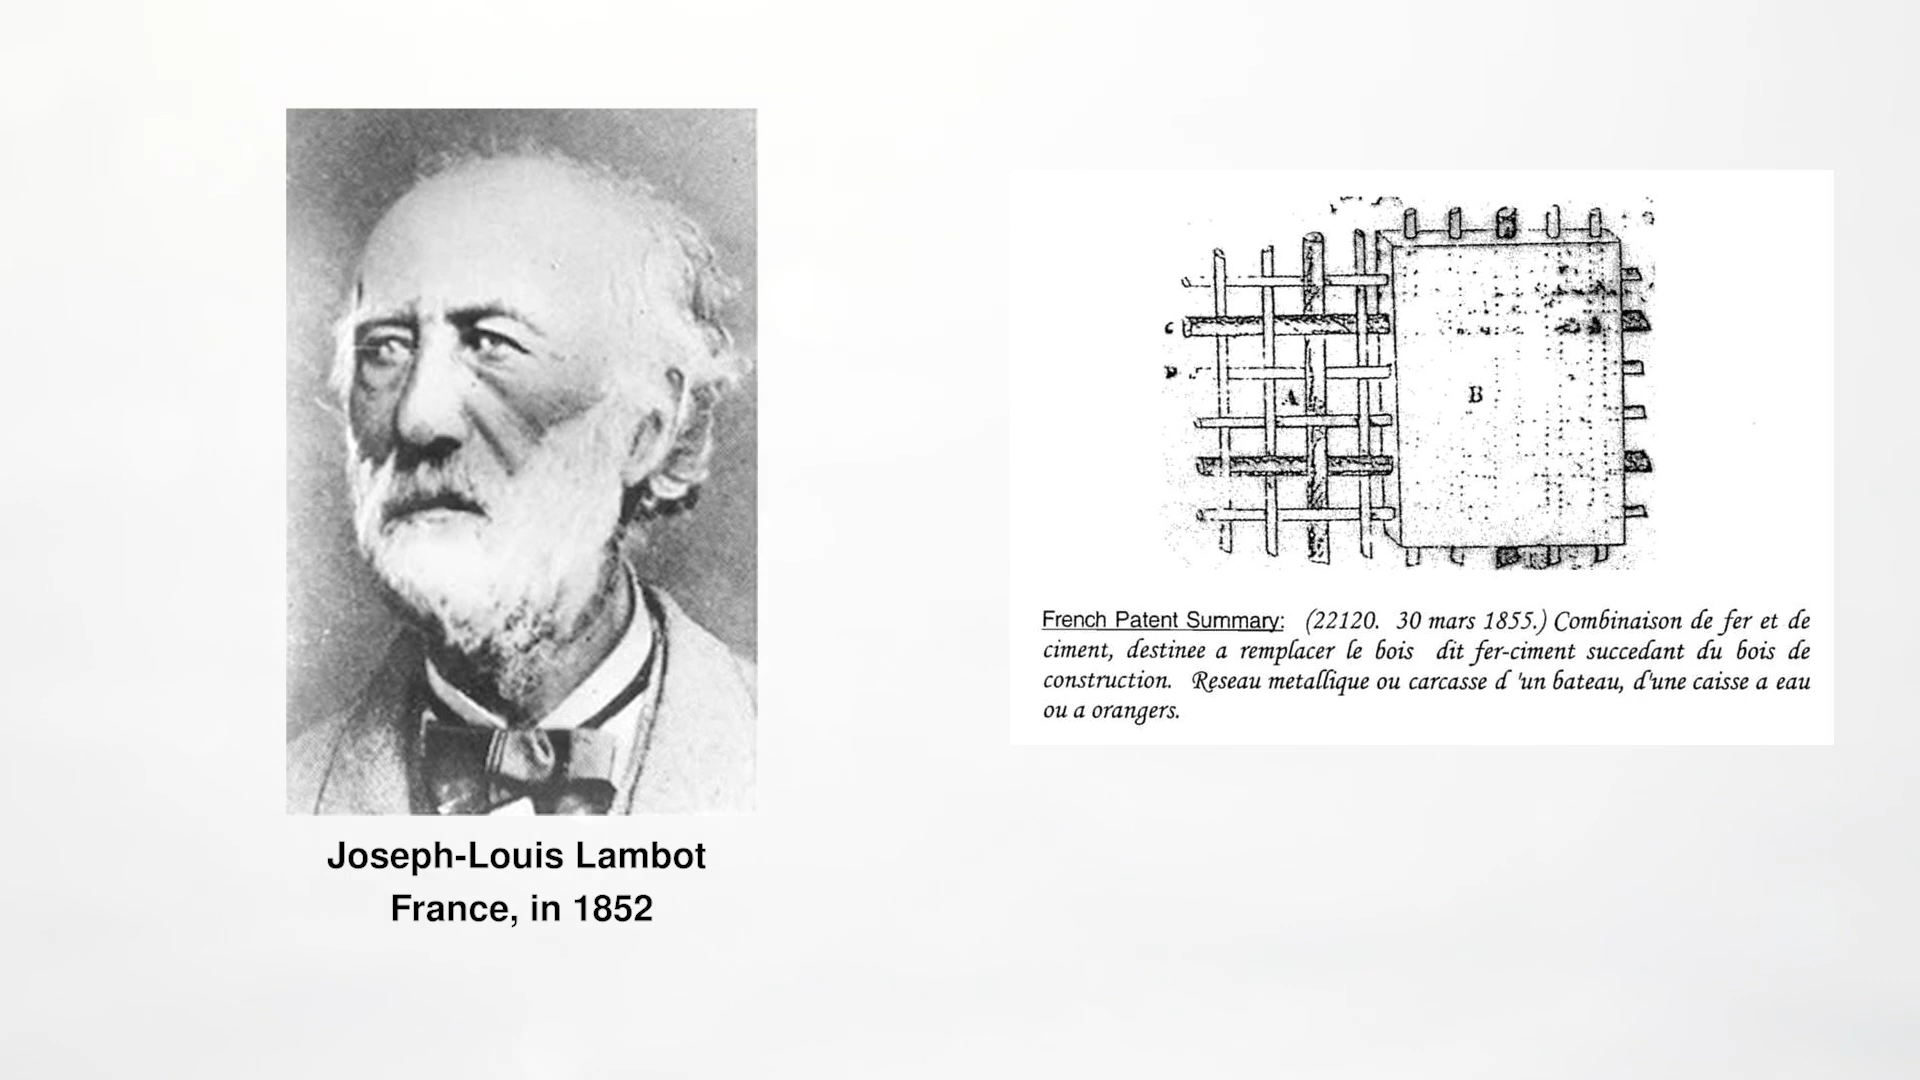 C
D
A
B
French Patent Summary: (22120. 30 mars 1855.) Combinaison de fer et de
ciment, destinee a remplacer le bois dit fer-ciment succedant du bois de
construction. Reseau metallique ou carcasse d 'un bateau, d'une caisse a eau
ou a orangers.
Joseph-Louis Lambot
France, in 1852